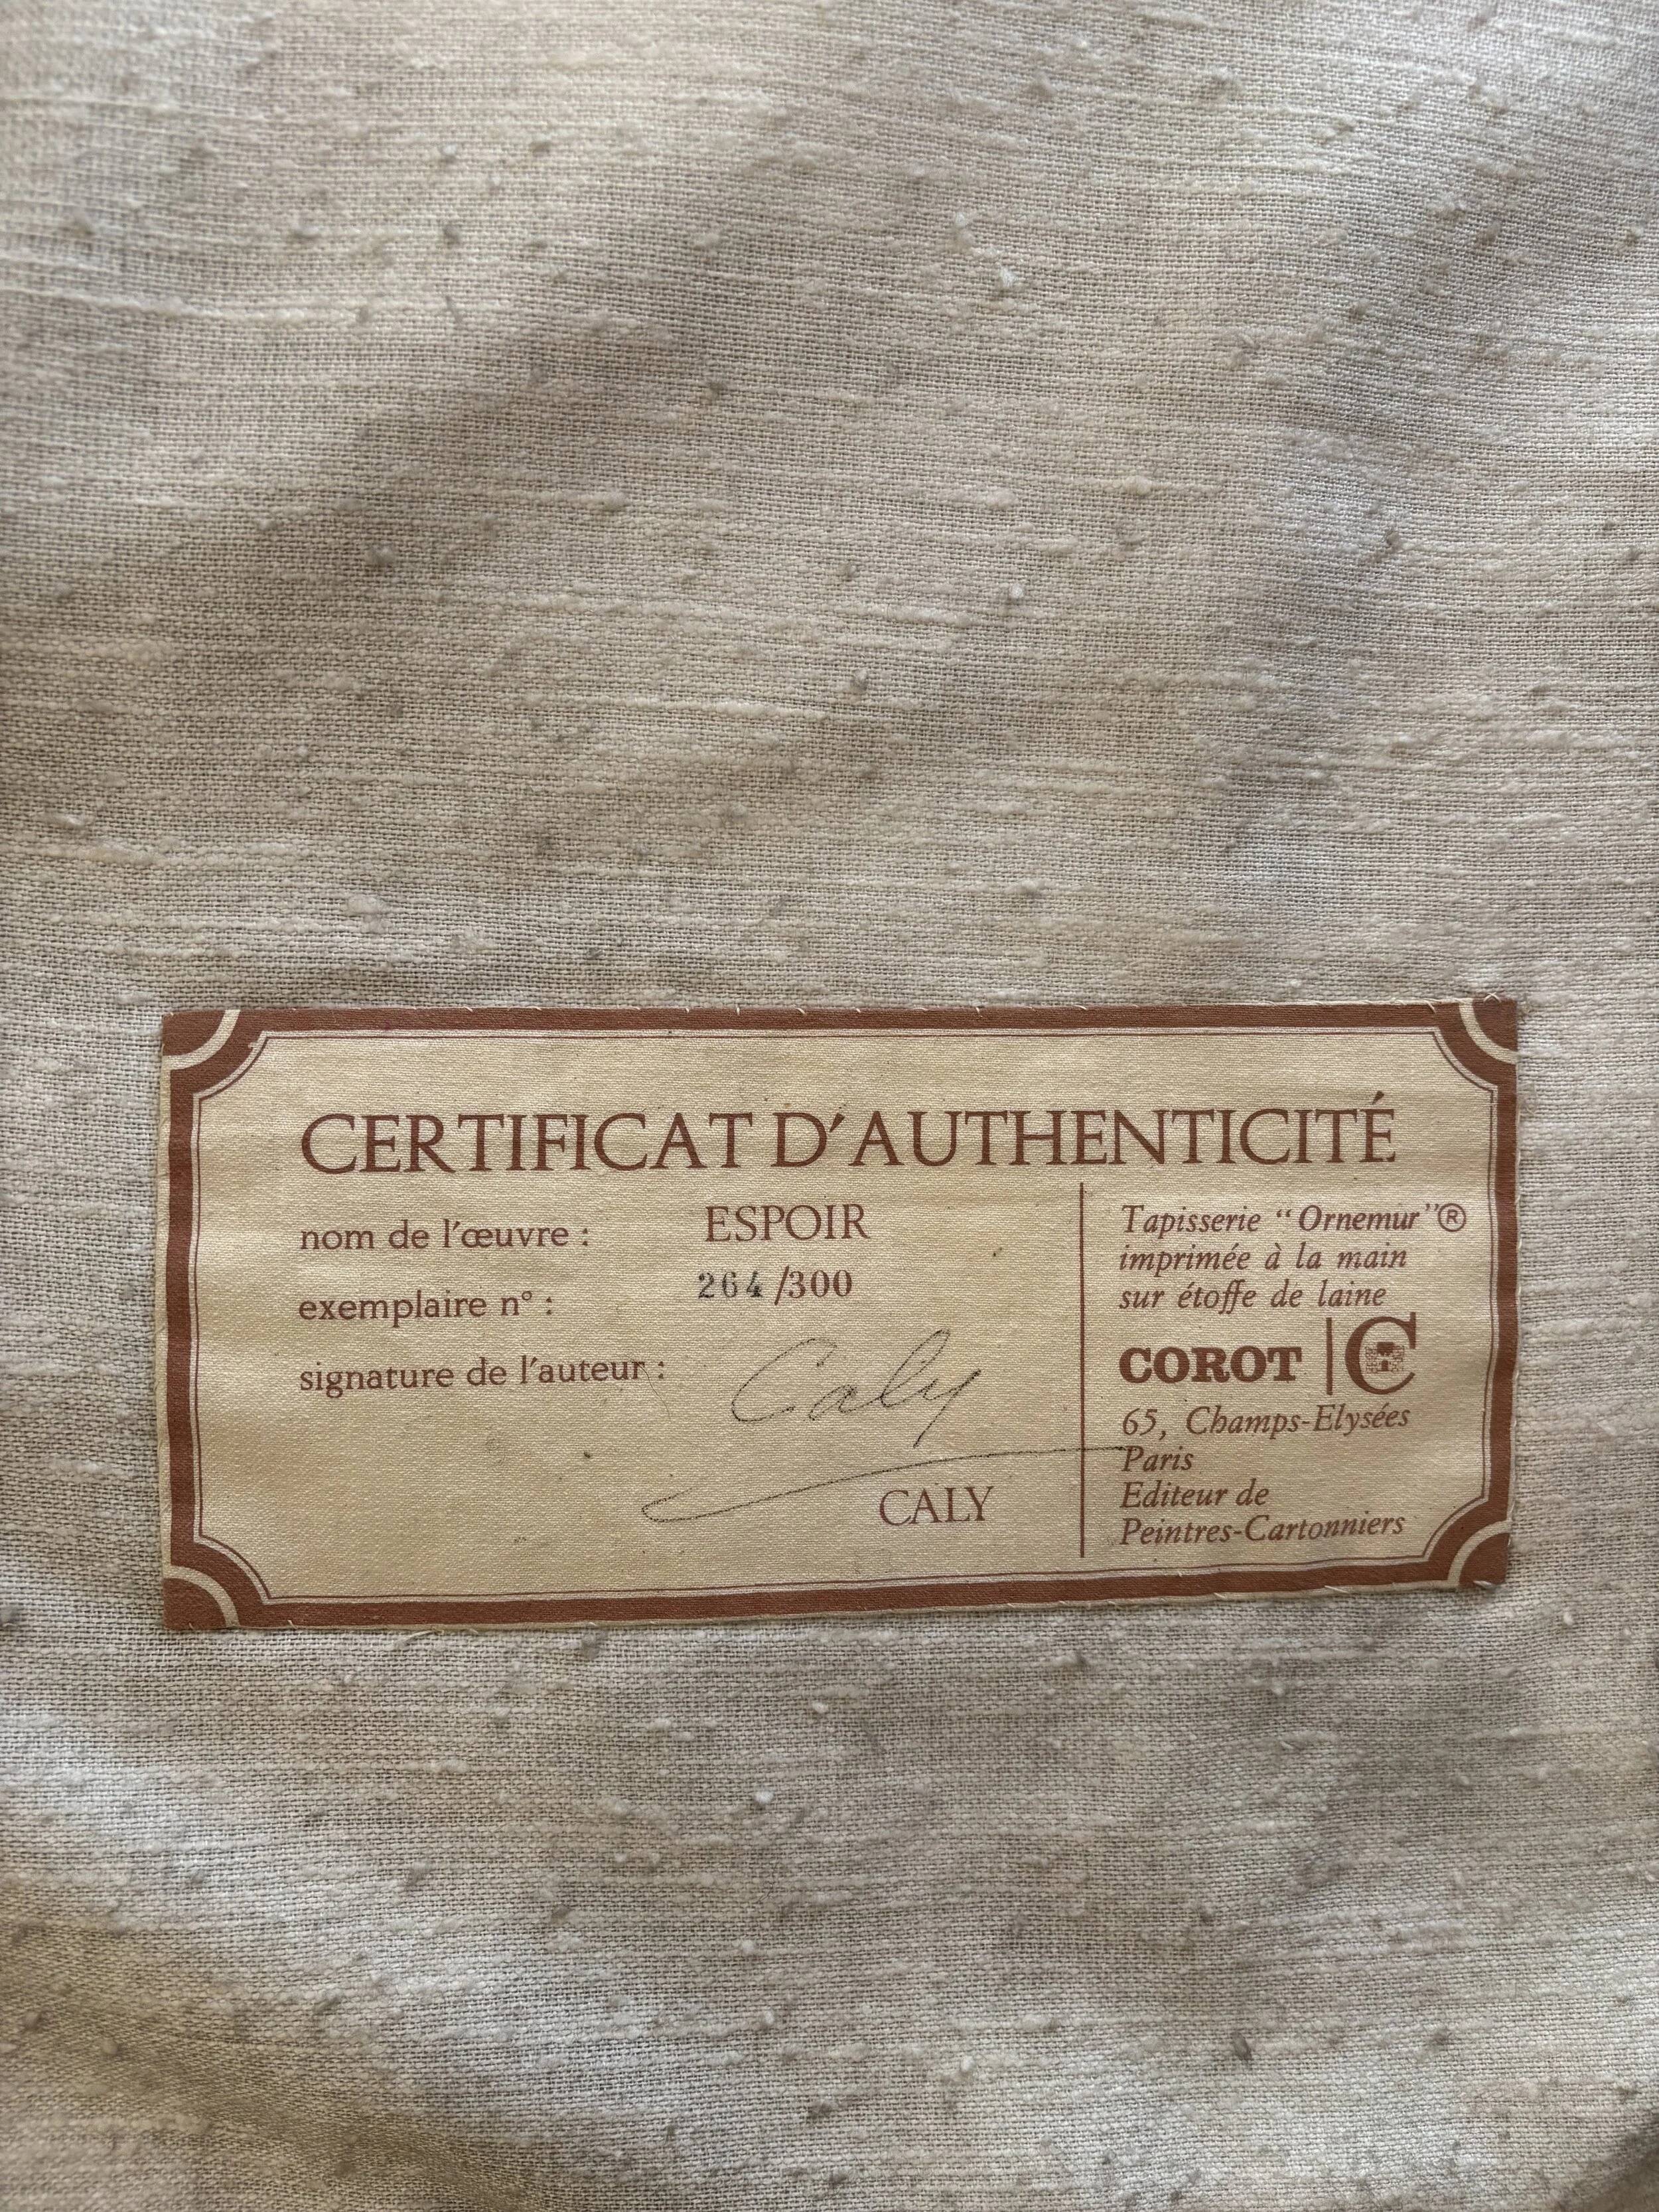 CERTIFICAT D'AUTHENTICITÉ
nom de l'œuvre : ESPOIR
exemplaire n° : 264/300
signature de l'auteur : Caly
CALY
Tapisserie "Ornemur"®
imprimée à la main
sur étoffe de laine
COROT | C
65, Champs-Elysées
Paris
Editeur de
Peintres-Cartonniers